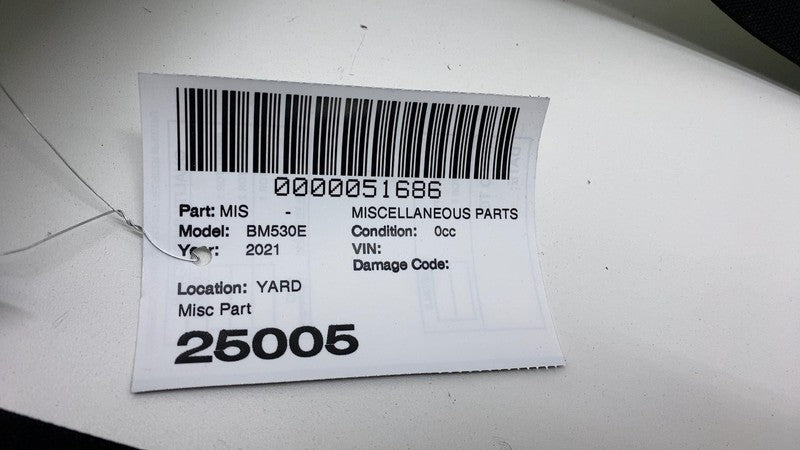 0000051686
Part: MIS - MISCELLANEOUS PARTS
Model: BM530E Condition: 0cc
Year: 2021 VIN:
Damage Code:
Location: YARD
Misc Part
25005